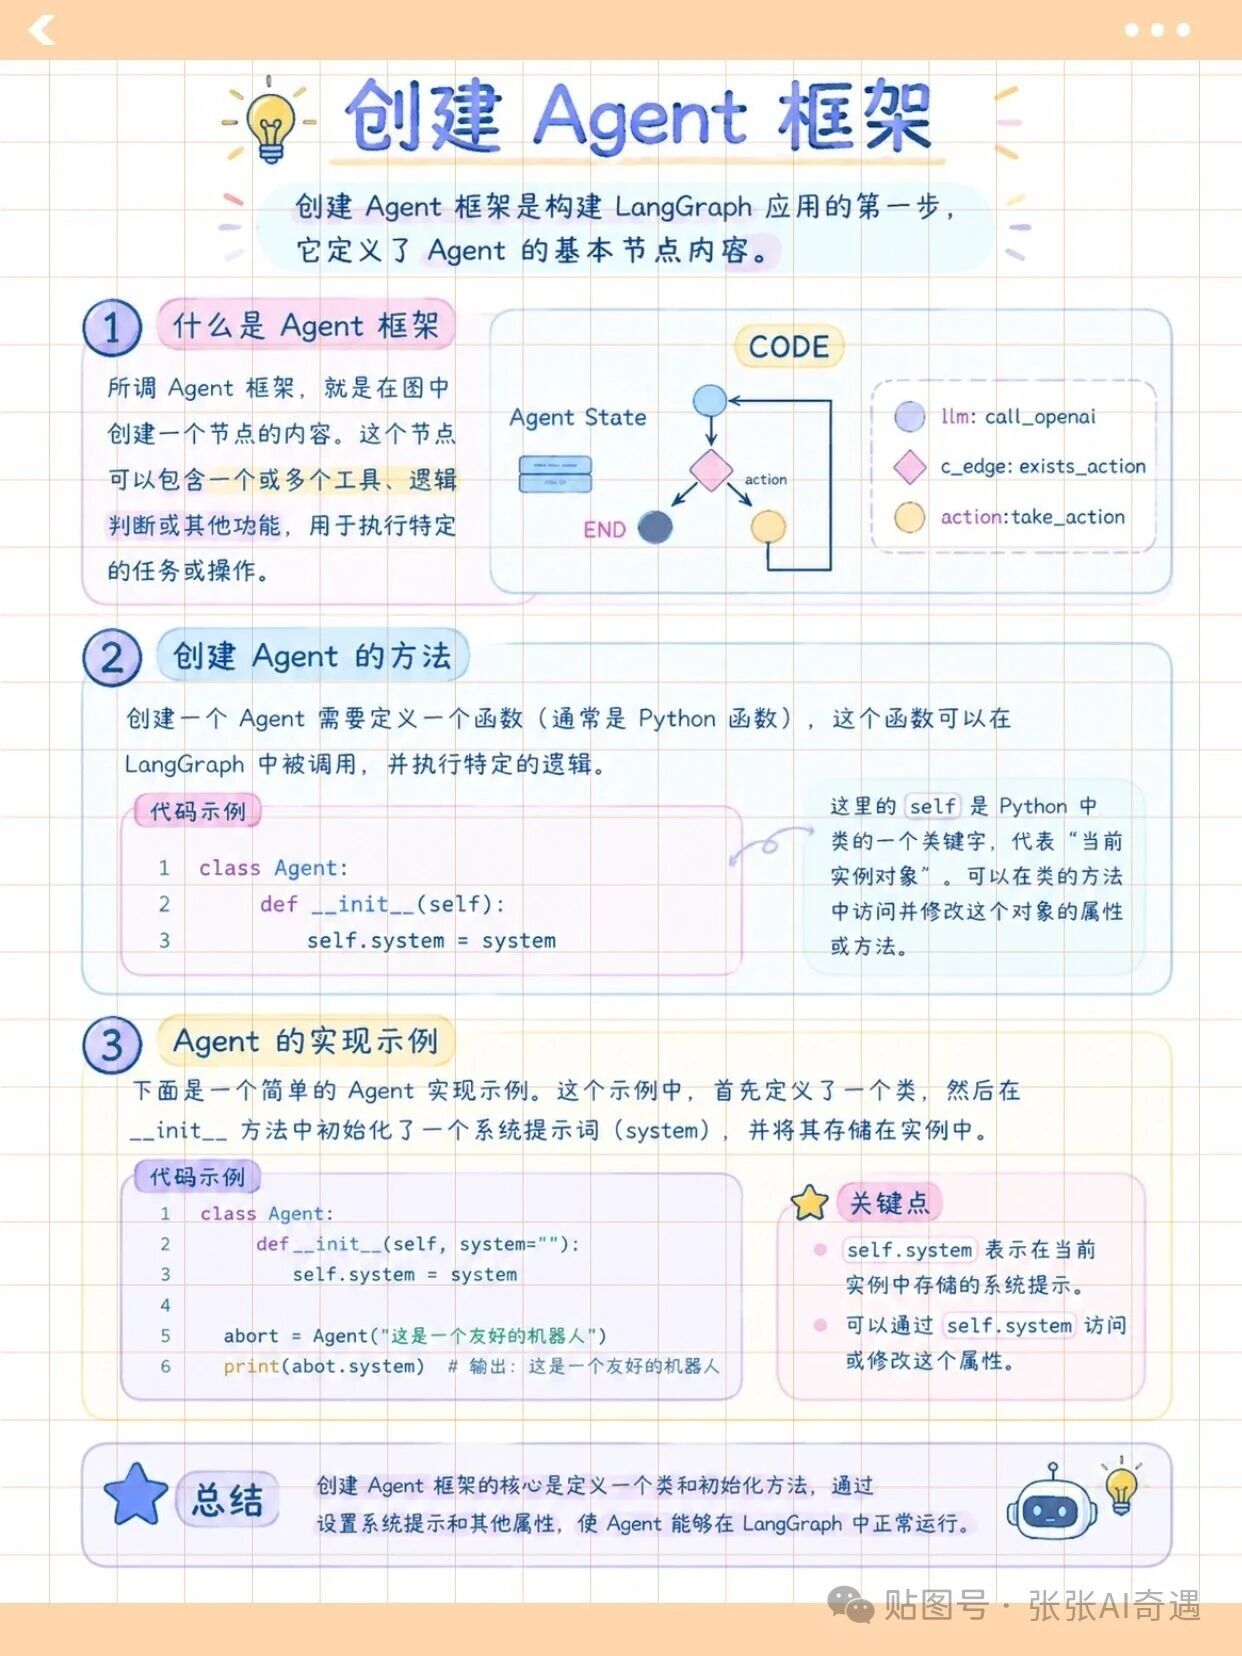 创建 Agent 框架
创建 Agent 框架是构建 LangGraph 应用的第一步，
它定义了 Agent 的基本节点内容。
1 什么是 Agent 框架
所调 Agent 框架，就是在图中
创建一个节点的内容。这个节点
可以包含一个或多个工具、逻辑
判断或其他功能，用于执行特定
的任务或操作。
CODE
Agent State
action
END
llm: call_openai
c_edge: exists_action
action:take_action
2 创建 Agent 的方法
创建一个 Agent 需要定义一个函数（通常是 Python 函数），这个函数可以在
LangGraph 中被调用，并执行特定的逻辑。
代码示例
1 class Agent:
2 def __init__(self):
3 self.system = system
这里的 self 是 Python 中
类的一个关键字，代表“当前
实例对象”。可以在类的方法
中访问并修改这个对象的属性
或方法。
3 Agent 的实现示例
下面是一个简单的 Agent 实现示例。这个示例中，首先定义了一个类，然后在
__init__ 方法中初始化了一个系统提示词（system），并将其存储在实例中。
代码示例
1 class Agent:
2 def__init__(self, system=""):
3 self.system = system
4
5 abort = Agent("这是一个友好的机器人")
6 print(abot.system) # 输出：这是一个友好的机器人
关键点
self.system 表示在当前
实例中存储的系统提示。
可以通过 self.system 访问
或修改这个属性。
总结
创建 Agent 框架的核心是定义一个类和初始化方法，通过
设置系统提示和其他属性，使 Agent 能够在 LangGraph 中正常运行。
贴图号 · 张张AI奇遇